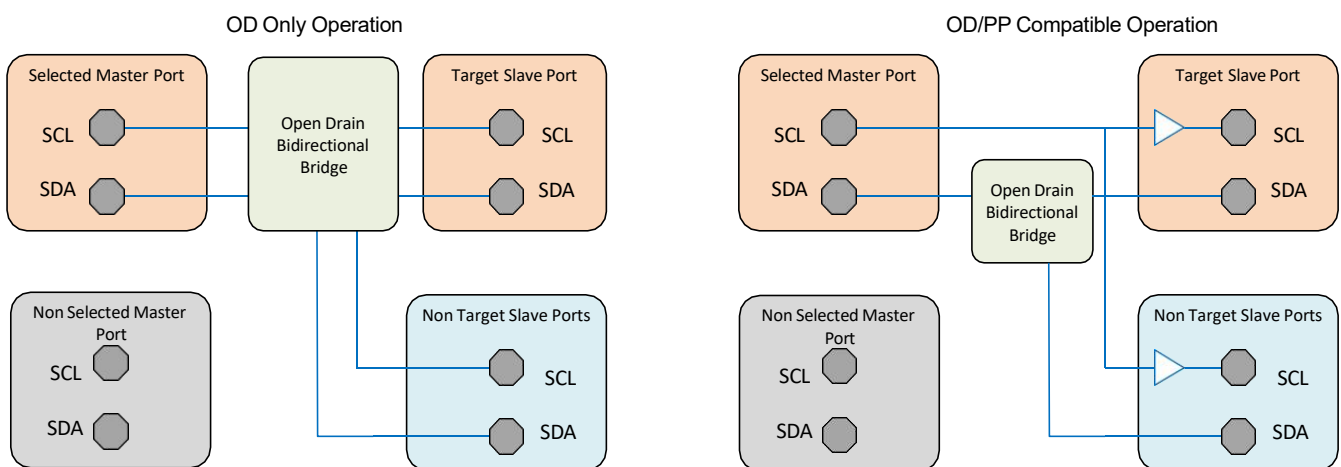 OD Only Operation
Selected Master Port
SCL
SDA
Open Drain
Bidirectional
Bridge
Target Slave Port
SCL
SDA
Non Selected Master
Port
SCL
SDA
Non Target Slave Ports
SCL
SDA
OD/PP Compatible Operation
Selected Master Port
SCL
SDA
Open Drain
Bidirectional
Bridge
Target Slave Port
SCL
SDA
Non Selected Master
Port
SCL
SDA
Non Target Slave Ports
SCL
SDA